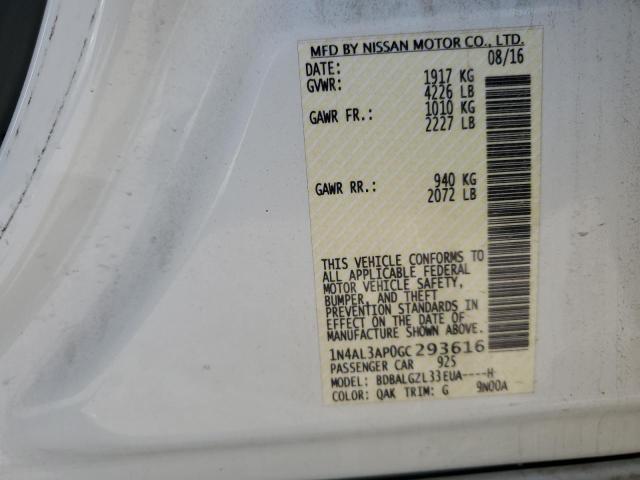 MFD BY NISSAN MOTOR CO., LTD.
DATE: 08/16
GVWR: 1917 KG
4226 LB
GAWR FR.: 1010 KG
2227 LB
GAWR RR.: 940 KG
2072 LB
THIS VEHICLE CONFORMS TO
ALL APPLICABLE FEDERAL
MOTOR VEHICLE SAFETY,
BUMPER, AND THEFT
PREVENTION STANDARDS IN
EFFECT ON THE DATE OF
MANUFACTURE SHOWN ABOVE.
1N4AL3AP0GC293616
PASSENGER CAR 925
MODEL: BDBALGZL33EUA----H
COLOR: QAK TRIM: G 9N00A